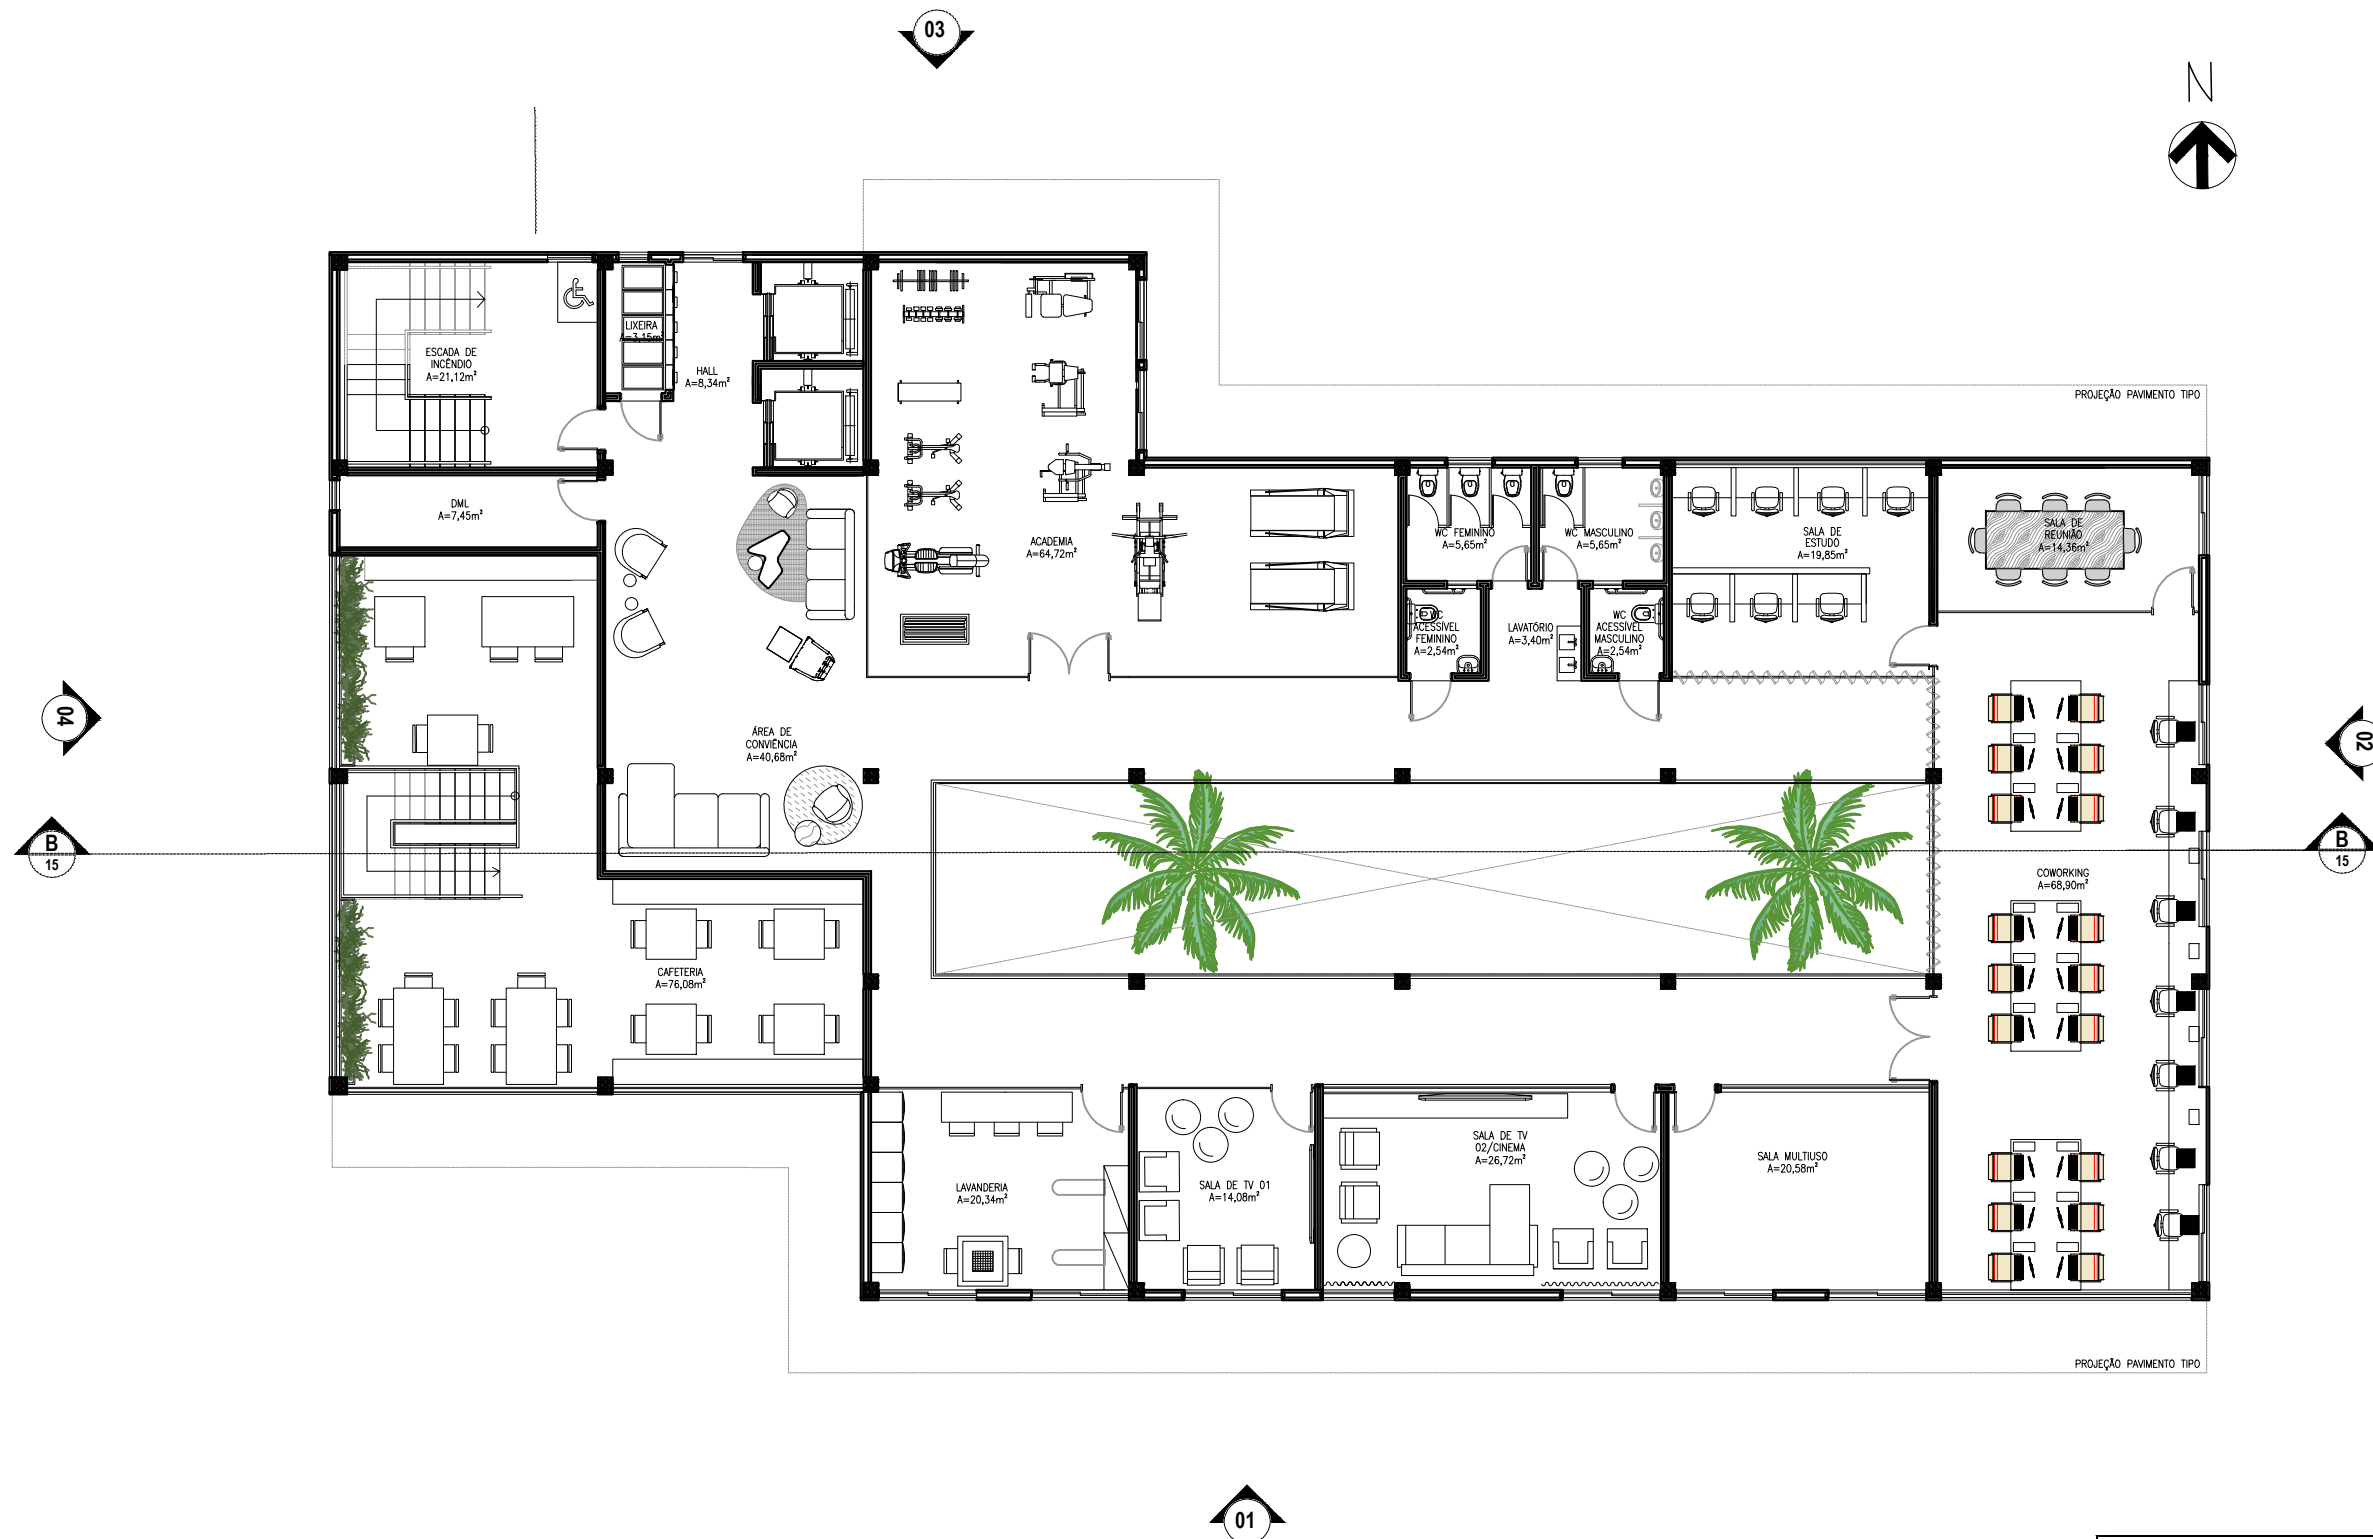 03
N
PROJEÇÃO PAVIMENTO TIPO
LIXEIRA
A=3,15m²
ESCADA DE
INCÊNDIO
A=21,12m²
HALL
A=8,34m²
DML
A=7,45m²
ACADEMIA
A=64,72m²
WC FEMININO
A=5,65m²
WC MASCULINO
A=5,65m²
SALA DE
ESTUDO
A=19,85m²
SALA DE
REUNIÃO
A=14,36m²
WC
ACESSÍVEL
FEMININO
A=2,54m²
LAVATÓRIO
A=3,40m²
WC
ACESSÍVEL
MASCULINO
A=2,54m²
04
ÁREA DE
CONVIÊNCIA
A=40,68m²
02
B
15
B
15
COWORKING
A=68,90m²
CAFETERIA
A=76,08m²
SALA DE TV
02/CINEMA
A=26,72m²
SALA MULTIUSO
A=20,58m²
LAVANDERIA
A=20,34m²
SALA DE TV 01
A=14,08m²
PROJEÇÃO PAVIMENTO TIPO
01